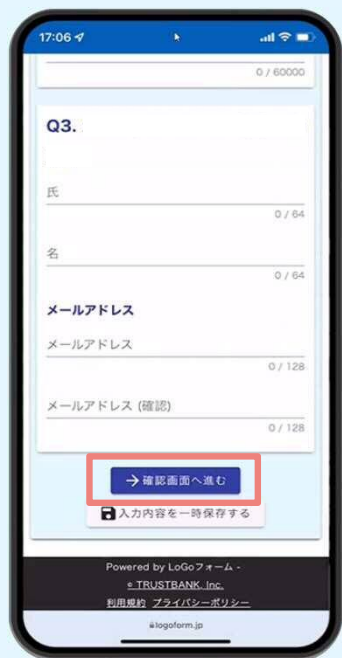 17:06
0 / 60000
Q3.
氏
0 / 64
名
0 / 64
メールアドレス
メールアドレス
0 / 128
メールアドレス (確認)
0 / 128
→確認画面へ進む
入力内容を一時保存する
Powered by LoGoフォーム -
© TRUSTBANK, Inc.
利用規約 プライバシーポリシー
logoform.jp